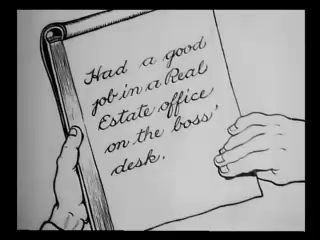 Had a good
job in a Real
Estate office
on the boss'
desk.